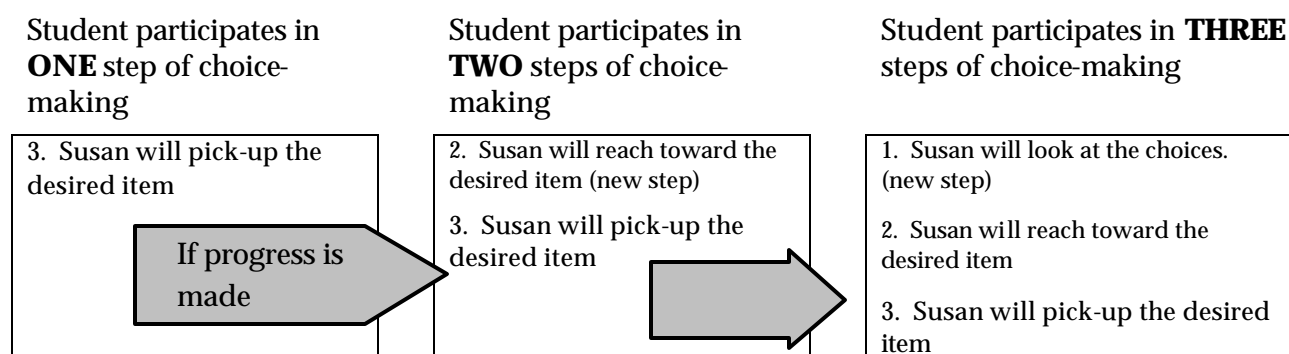 Student participates in
ONE step of choice-
making
3. Susan will pick-up the
desired item
If progress is
made
Student participates in
TWO steps of choice-
making
2. Susan will reach toward the
desired item (new step)
3. Susan will pick-up the
desired item
Student participates in THREE
steps of choice-making
1. Susan will look at the choices.
(new step)
2. Susan will reach toward the
desired item
3. Susan will pick-up the desired
item